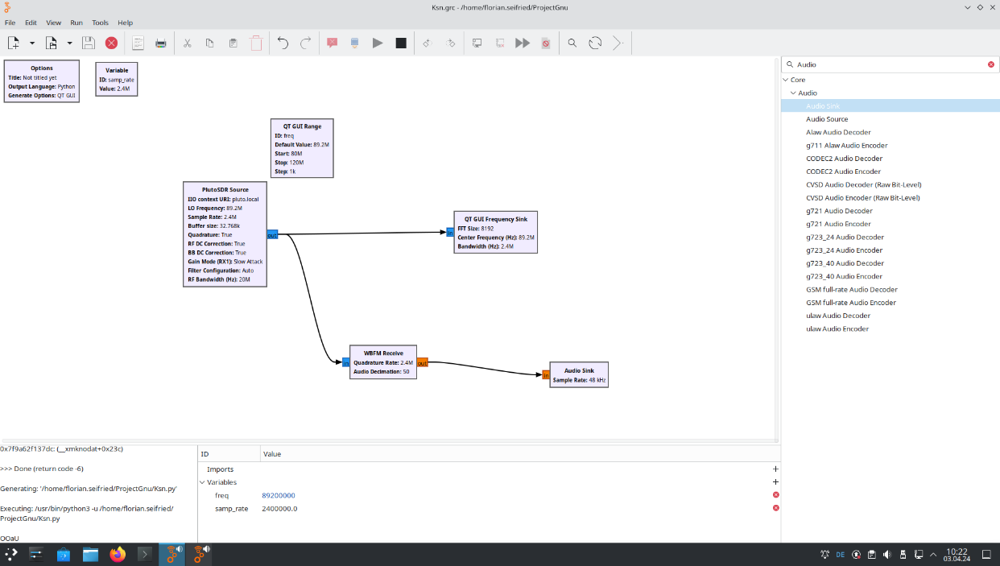 Ksn.grc - /home/florian.seifried/ProjectGnu
File Edit View Run Tools Help
Options
Title: Not titled yet
Output Language: Python
Generate Options: QT GUI
Variable
ID: samp_rate
Value: 2.4M
QT GUI Range
ID: freq
Default Value: 89.2M
Start: 80M
Stop: 120M
Step: 1k
PlutoSDR Source
IIO context URI: pluto.local
LO Frequency: 89.2M
Sample Rate: 2.4M
Buffer size: 32.768k
Quadrature: True
RF DC Correction: True
BB DC Correction: True
Gain Mode (RX1): Slow Attack
Filter Configuration: Auto
RF Bandwidth (Hz): 20M
out
in
QT GUI Frequency Sink
FFT Size: 8192
Center Frequency (Hz): 89.2M
Bandwidth (Hz): 2.4M
in
WBFM Receive
Quadrature Rate: 2.4M
Audio Decimation: 50
out
in
Audio Sink
Sample Rate: 48 kHz
Audio
Core
Audio
Audio Sink
Audio Source
Alaw Audio Decoder
g711 Alaw Audio Encoder
CODEC2 Audio Decoder
CODEC2 Audio Encoder
CVSD Audio Decoder (Raw Bit-Level)
CVSD Audio Encoder (Raw Bit-Level)
g721 Audio Decoder
g721 Audio Encoder
g723_24 Audio Decoder
g723_24 Audio Encoder
g723_40 Audio Decoder
g723_40 Audio Encoder
GSM full-rate Audio Decoder
GSM full-rate Audio Encoder
ulaw Audio Decoder
ulaw Audio Encoder
0x7f9a62f137dc: (__xmknodat+0x23c)
>>> Done (return code -6)
Generating: '/home/florian.seifried/ProjectGnu/Ksn.py'
Executing: /usr/bin/python3 -u /home/florian.seifried/
ProjectGnu/Ksn.py
OOaU
ID Value
Imports
Variables
freq 89200000
samp_rate 2400000.0
DE
10:22
03.04.24